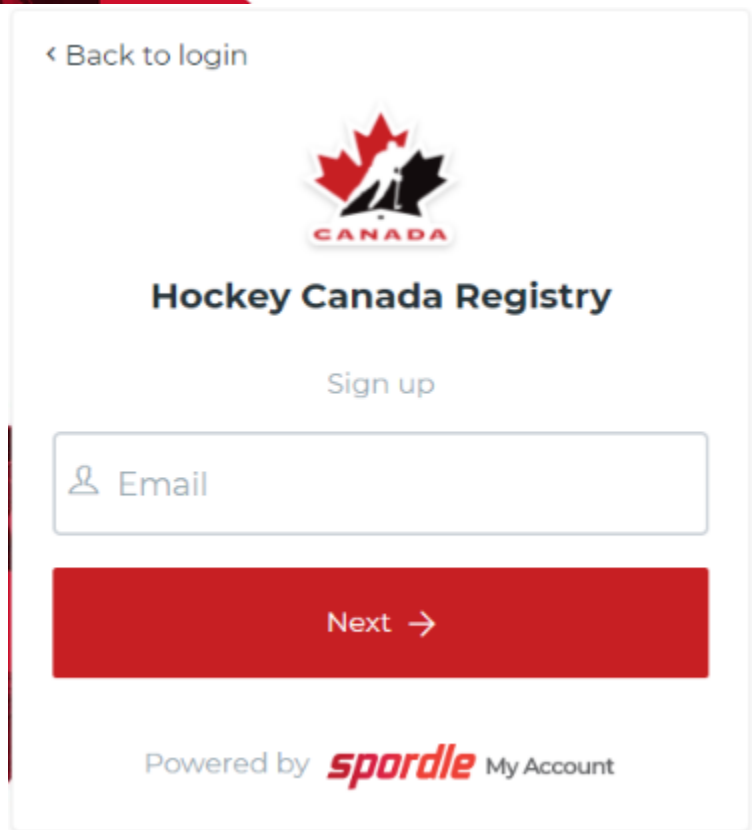 Back to login
CANADA
Hockey Canada Registry
Sign up
Email
Next →
Powered by spordle My Account